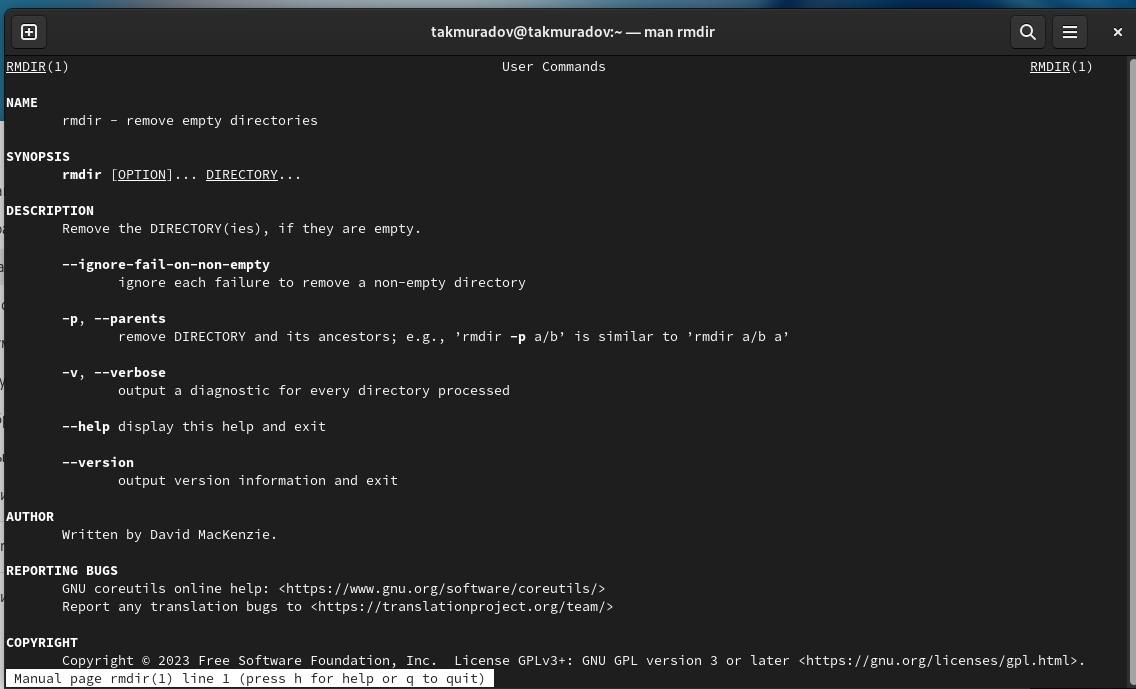 takmuradov@takmuradov:~ — man rmdir
RMDIR(1) User Commands RMDIR(1)
NAME
rmdir - remove empty directories
SYNOPSIS
rmdir [OPTION]... DIRECTORY...
DESCRIPTION
Remove the DIRECTORY(ies), if they are empty.
--ignore-fail-on-non-empty
ignore each failure to remove a non-empty directory
-p, --parents
remove DIRECTORY and its ancestors; e.g., ’rmdir -p a/b’ is similar to ’rmdir a/b a’
-v, --verbose
output a diagnostic for every directory processed
--help display this help and exit
--version
output version information and exit
AUTHOR
Written by David MacKenzie.
REPORTING BUGS
GNU coreutils online help: <https://www.gnu.org/software/coreutils/>
Report any translation bugs to <https://translationproject.org/team/>
COPYRIGHT
Copyright © 2023 Free Software Foundation, Inc. License GPLv3+: GNU GPL version 3 or later <https://gnu.org/licenses/gpl.html>.
Manual page rmdir(1) line 1 (press h for help or q to quit)